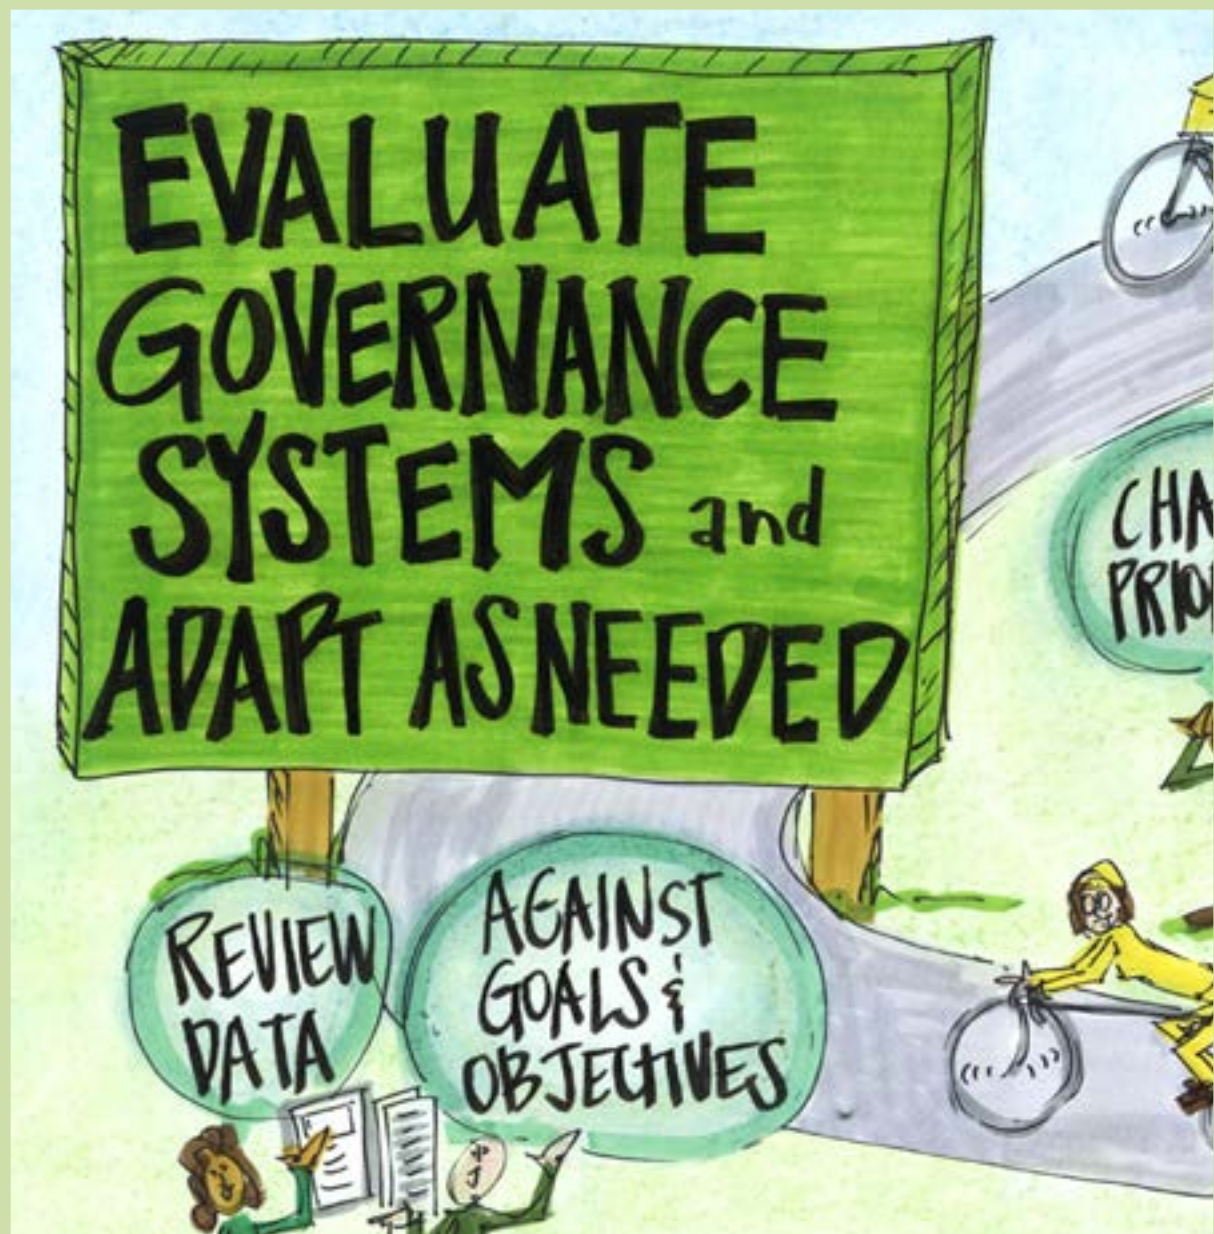 EVALUATE
GOVERNANCE
SYSTEMS and
ADAPT AS NEEDED
REVIEW
DATA
AGAINST
GOALS &
OBJECTIVES